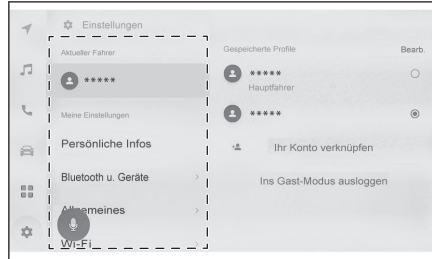 Einstellungen
Aktueller Fahrer
*****
Meine Einstellungen
Persönliche Infos
Bluetooth u. Geräte
Allgemeines
Wi-Fi
Gespeicherte Profile
Bearb.
*****
Hauptfahrer
*****
Ihr Konto verknüpfen
Ins Gast-Modus ausloggen